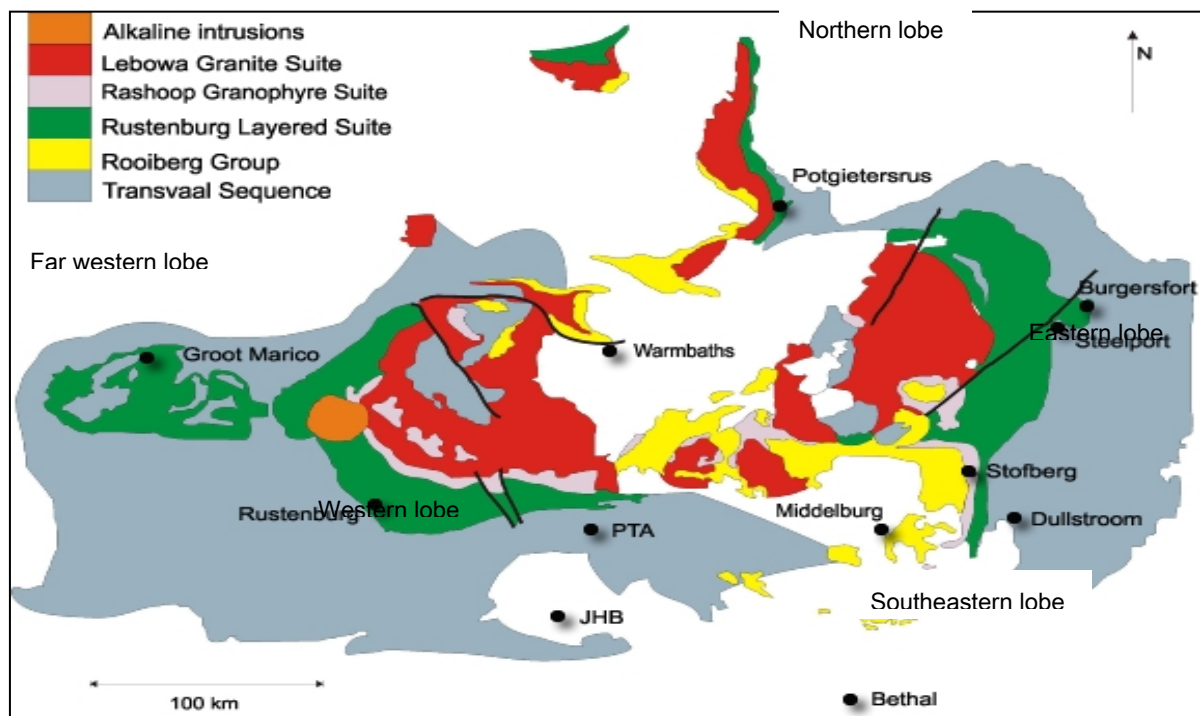 Alkaline intrusions
Lebowa Granite Suite
Rashoop Granophyre Suite
Rustenburg Layered Suite
Rooiberg Group
Transvaal Sequence
Northern lobe
N
Potgietersrus
Far western lobe
Burgersfort
Eastern lobe
Steelport
Groot Marico
Warmbaths
Stofberg
Rustenburg
Western lobe
Middelburg
Dullstroom
PTA
Southeastern lobe
JHB
100 km
Bethal